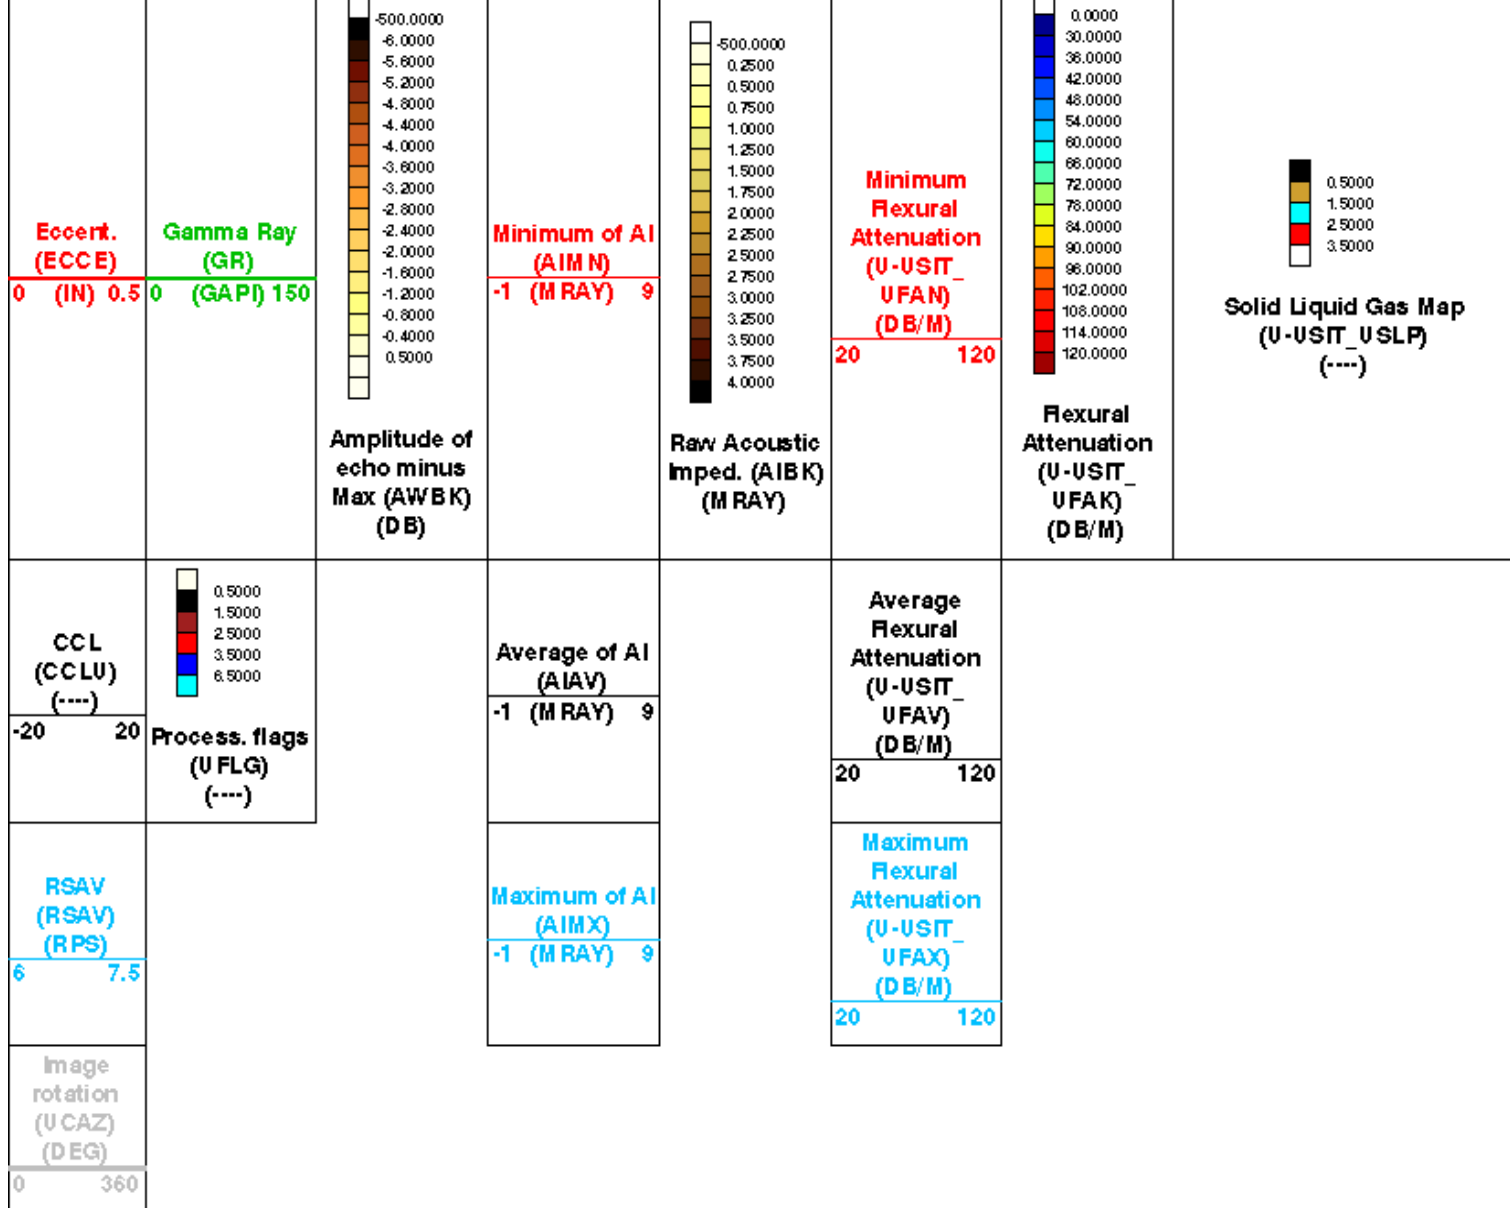 Eccent.
(ECCE)
0 (IN) 0.5
Gamma Ray
(GR)
0 (GAPI) 150
-500.0000
-6.0000
-5.6000
-5.2000
-4.8000
-4.4000
-4.0000
-3.6000
-3.2000
-2.8000
-2.4000
-2.0000
-1.6000
-1.2000
-0.8000
-0.4000
0.5000
Amplitude of
echo minus
Max (AWBK)
(DB)
Minimum of AI
(AIMN)
-1 (MRAY) 9
-500.0000
0.2500
0.5000
0.7500
1.0000
1.2500
1.5000
1.7500
2.0000
2.2500
2.5000
2.7500
3.0000
3.2500
3.5000
3.7500
4.0000
Raw Acoustic
Imped. (AIBK)
(MRAY)
Minimum
Flexural
Attenuation
(U-USIT_
UFAN)
(DB/M)
20 120
0.0000
30.0000
36.0000
42.0000
48.0000
54.0000
60.0000
66.0000
72.0000
78.0000
84.0000
90.0000
96.0000
102.0000
108.0000
114.0000
120.0000
Flexural
Attenuation
(U-USIT_
UFAK)
(DB/M)
0.5000
1.5000
2.5000
3.5000
Solid Liquid Gas Map
(U-USIT_USLP)
(----)
CCL
(CCLU)
(----)
-20 20
0.5000
1.5000
2.5000
3.5000
6.5000
Process. flags
(UFLG)
(----)
Average of AI
(AIAV)
-1 (MRAY) 9
Average
Flexural
Attenuation
(U-USIT_
UFAV)
(DB/M)
20 120
RSAV
(RSAV)
(RPS)
6 7.5
Maximum of AI
(AIMX)
-1 (MRAY) 9
Maximum
Flexural
Attenuation
(U-USIT_
UFAX)
(DB/M)
20 120
Image
rotation
(UCAZ)
(DEG)
0 360